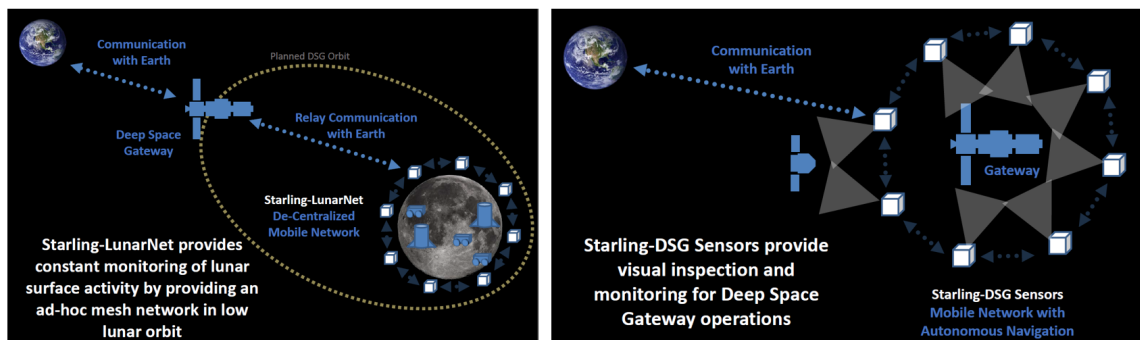 Communication
with Earth
Planned DSG Orbit
Deep Space
Gateway
Relay Communication
with Earth
Starling-LunarNet
De-Centralized
Mobile Network
Starling-LunarNet provides
constant monitoring of lunar
surface activity by providing an
ad-hoc mesh network in low
lunar orbit
Communication
with Earth
Gateway
Starling-DSG Sensors provide
visual inspection and
monitoring for Deep Space
Gateway operations
Starling-DSG Sensors
Mobile Network with
Autonomous Navigation